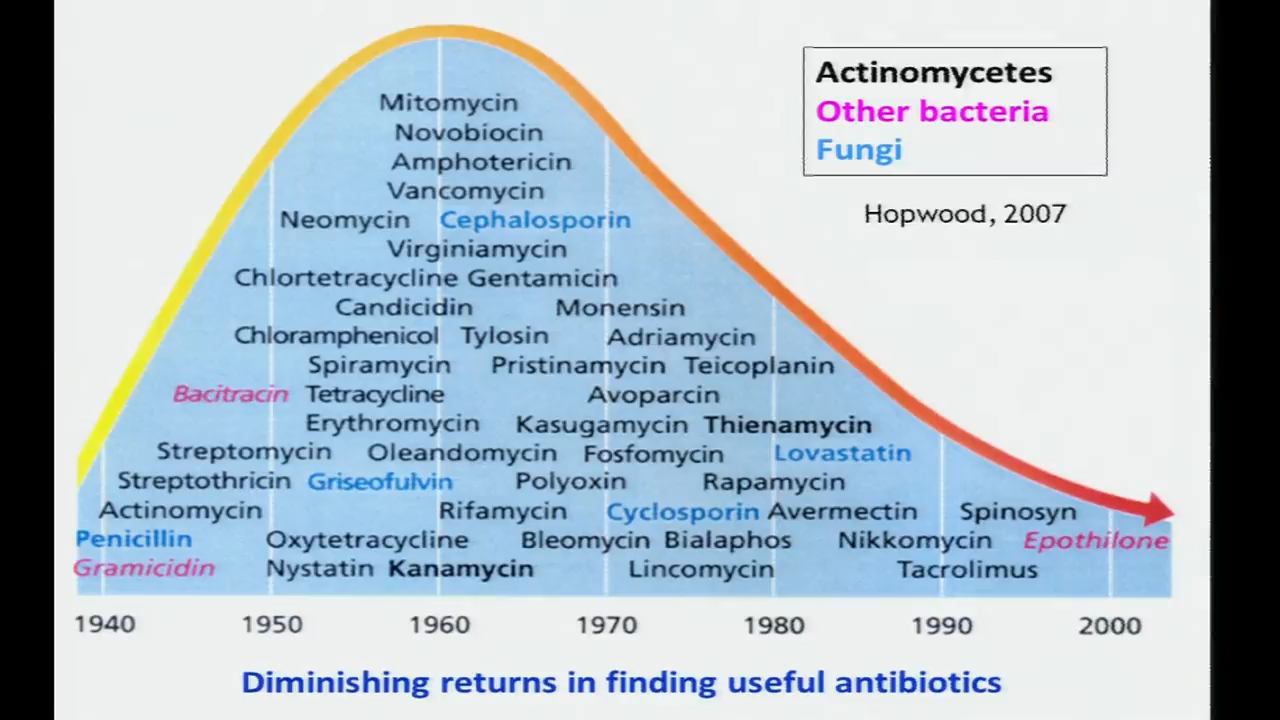 Actinomycetes
Other bacteria
Fungi
Hopwood, 2007
Mitomycin
Novobiocin
Amphotericin
Vancomycin
Neomycin Cephalosporin
Virginiamycin
Chlortetracycline Gentamicin
Candicidin Monensin
Chloramphenicol Tylosin Adriamycin
Spiramycin Pristinamycin Teicoplanin
Bacitracin Tetracycline Avoparcin
Erythromycin Kasugamycin Thienamycin
Streptomycin Oleandomycin Fosfomycin Lovastatin
Streptothricin Griseofulvin Polyoxin Rapamycin
Actinomycin Rifamycin Cyclosporin Avermectin Spinosyn
Penicillin Oxytetracycline Bleomycin Bialaphos Nikkomycin Epothilone
Gramicidin Nystatin Kanamycin Lincomycin Tacrolimus
1940 1950 1960 1970 1980 1990 2000
Diminishing returns in finding useful antibiotics